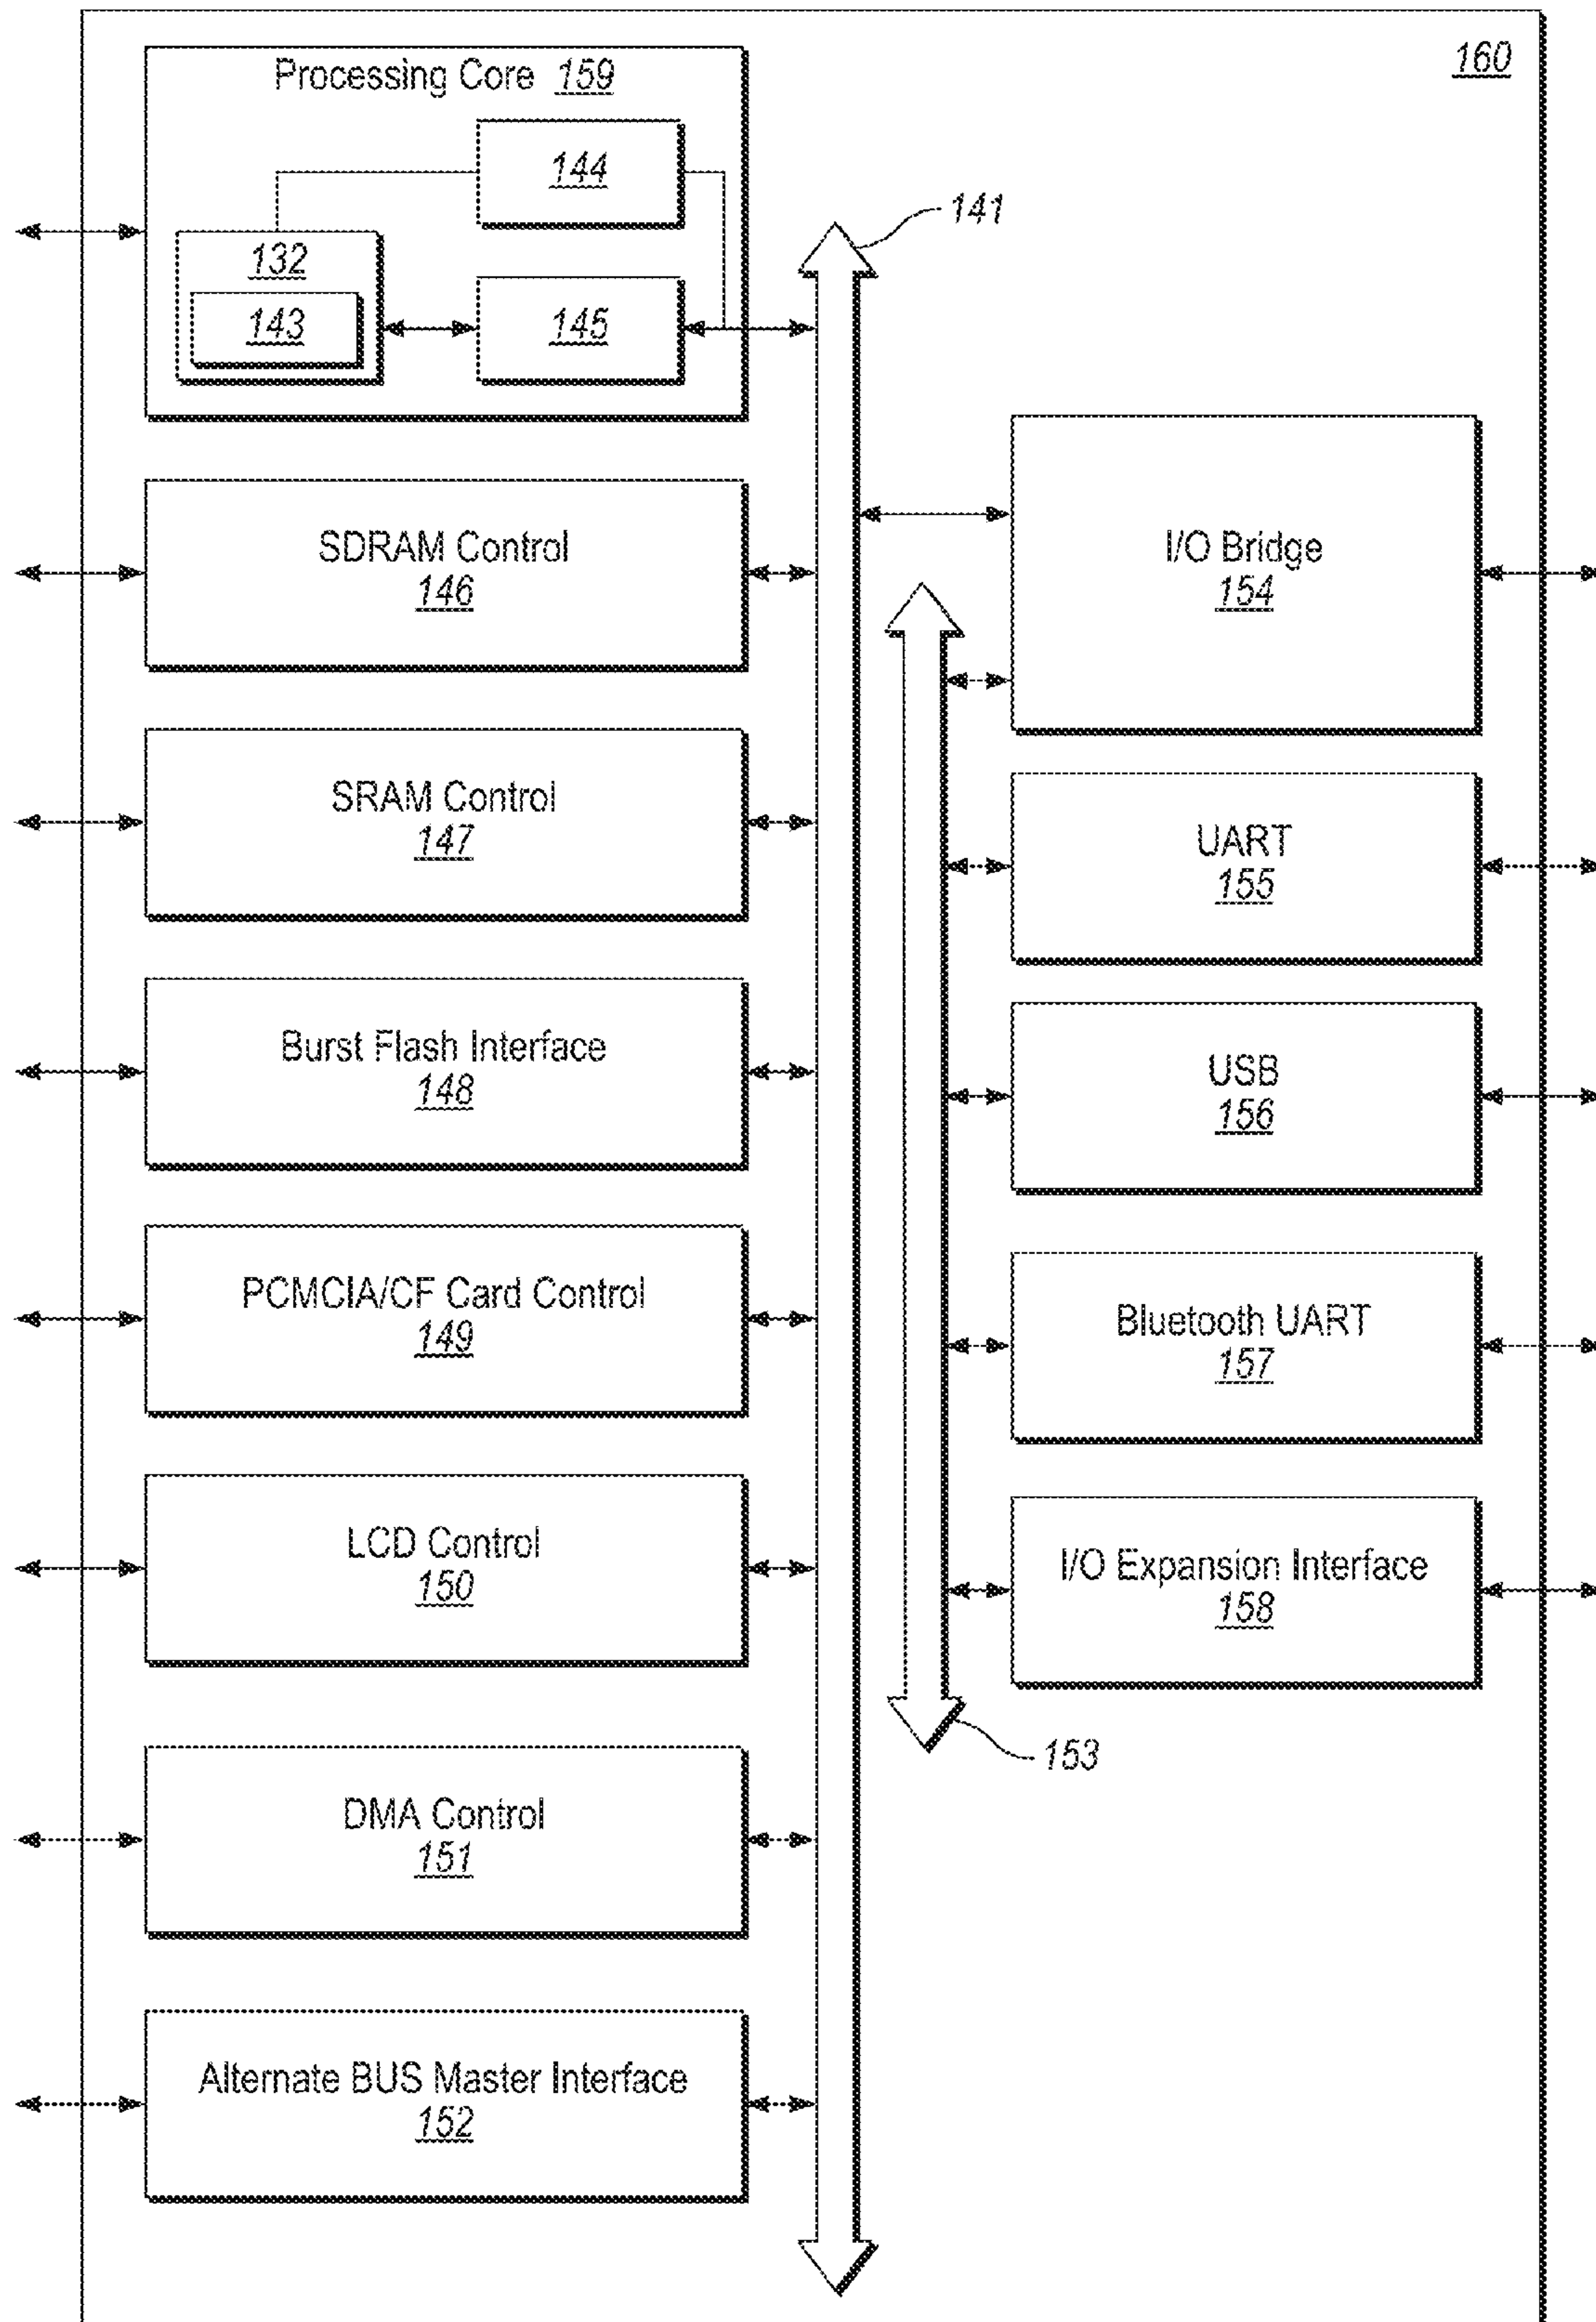 160
Processing Core 159
144
132
143
145
141
SDRAM Control
146
SRAM Control
147
Burst Flash Interface
148
PCMCIA/CF Card Control
149
LCD Control
150
DMA Control
151
Alternate BUS Master Interface
152
I/O Bridge
154
UART
155
USB
156
Bluetooth UART
157
I/O Expansion Interface
158
153